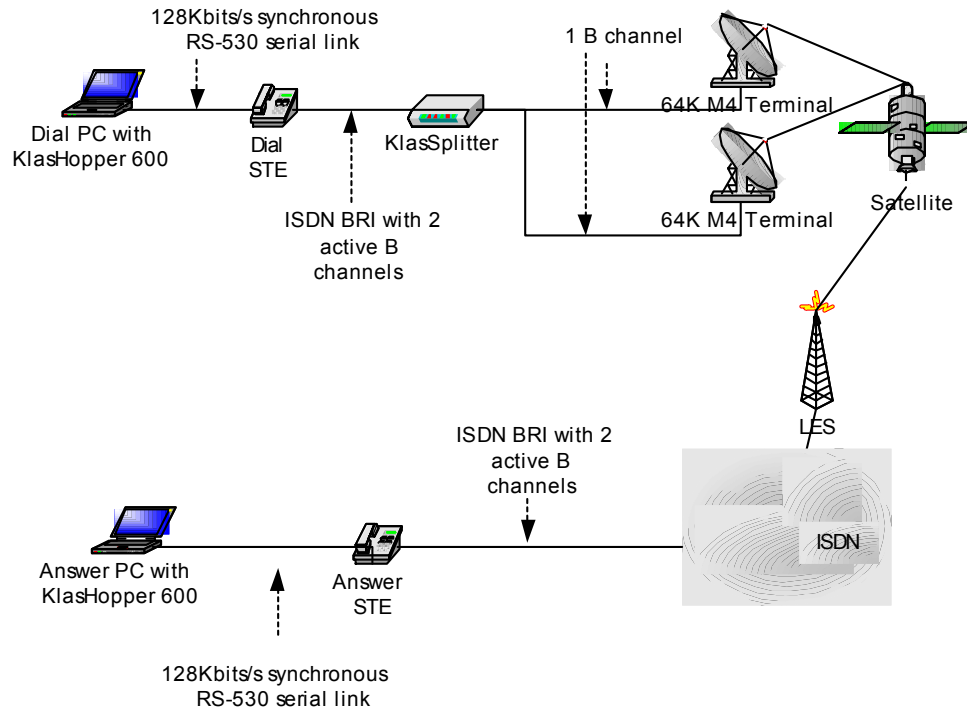 128Kbits/s synchronous
RS-530 serial link
1 B channel
64K M4 Terminal
Dial PC with
KlasHopper 600
Dial
STE
KlasSplitter
ISDN BRI with 2
active B
channels
64K M4 Terminal
Satellite
LES
ISDN BRI with 2
active B
channels
ISDN
Answer PC with
KlasHopper 600
Answer
STE
128Kbits/s synchronous
RS-530 serial link